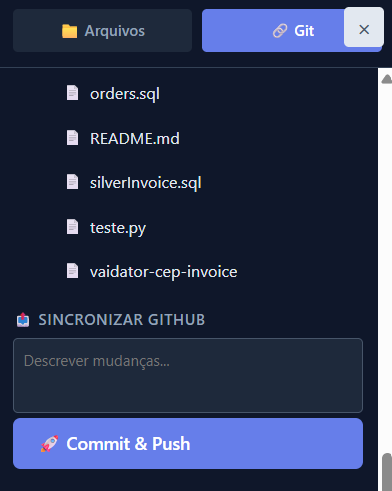 Arquivos
Git
×
orders.sql
README.md
silverInvoice.sql
teste.py
vaidator-cep-invoice
SINCRONIZAR GITHUB
Descrever mudanças...
Commit & Push